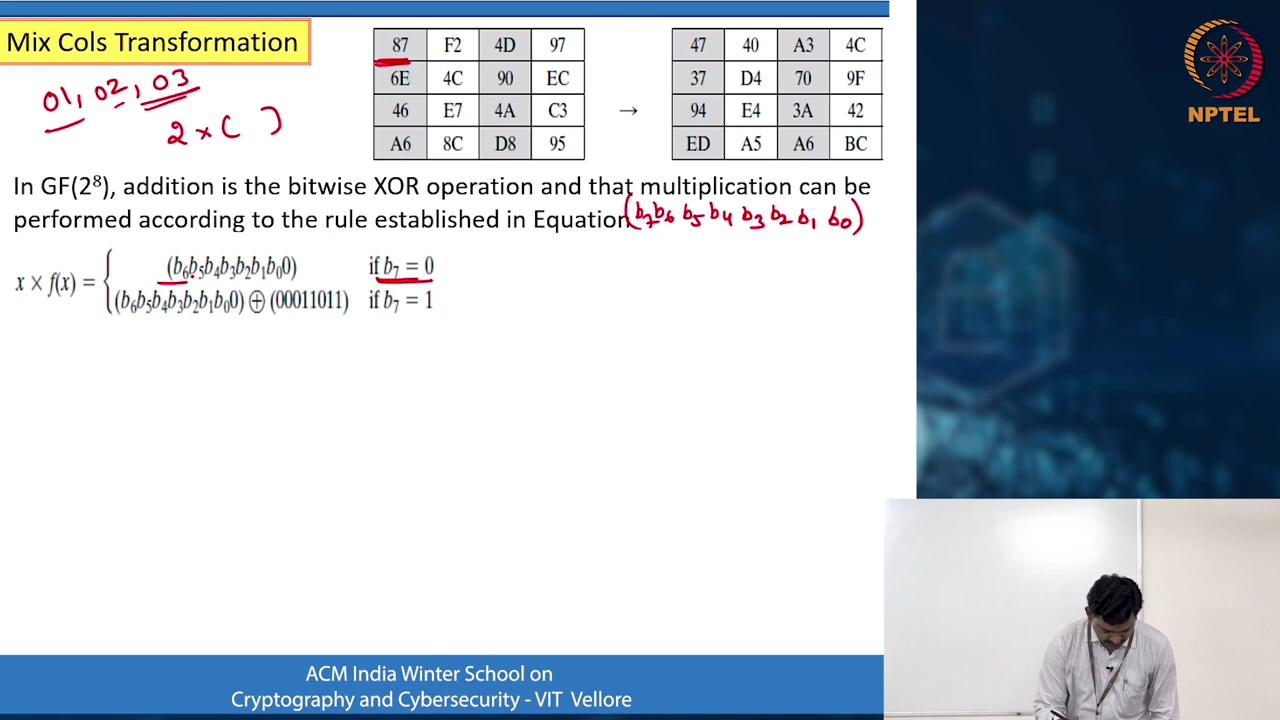 Mix Cols Transformation
01, 02, 03
2 × ( )
87 F2 4D 97
6E 4C 90 EC
46 E7 4A C3
A6 8C D8 95
→
47 40 A3 4C
37 D4 70 9F
94 E4 3A 42
ED A5 A6 BC
NPTEL
In GF(2⁸), addition is the bitwise XOR operation and that multiplication can be
performed according to the rule established in Equation
(b₇b₆ b₅ b₄ b₃ b₂ b₁ b₀)
x × f(x) = {
(b₆b₅b₄b₃b₂b₁b₀0) if b₇ = 0
(b₆b₅b₄b₃b₂b₁b₀0) ⊕ (00011011) if b₇ = 1
ACM India Winter School on
Cryptography and Cybersecurity - VIT Vellore